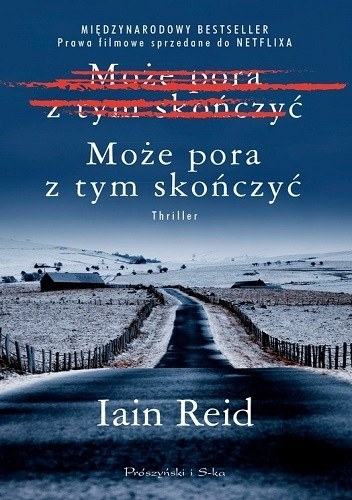 MIĘDZYNARODOWY BESTSELLER
Prawa filmowe sprzedane do NETFLIXA
Może pora
z tym skończyć
Może pora
z tym skończyć
Thriller
Iain Reid
Prószyński i S-ka